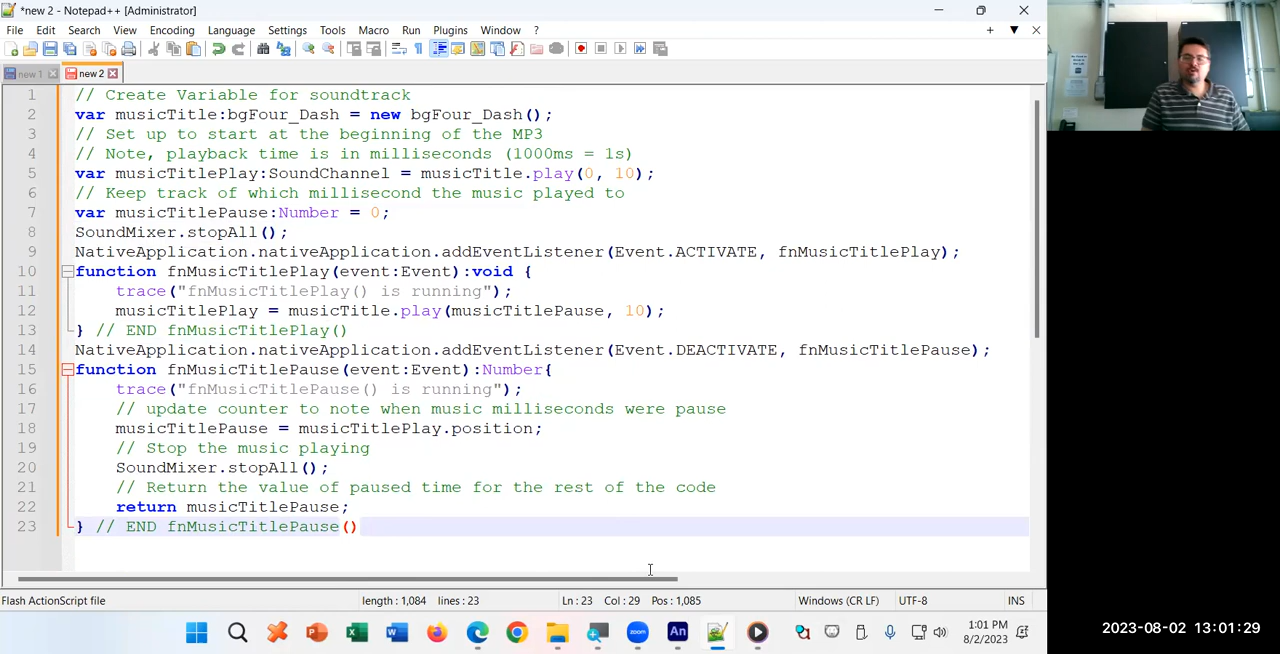 *new 2 - Notepad++ [Administrator]
File Edit Search View Encoding Language Settings Tools Macro Run Plugins Window ?
new 1 new 2
1 // Create Variable for soundtrack
2 var musicTitle:bgFour_Dash = new bgFour_Dash();
3 // Set up to start at the beginning of the MP3
4 // Note, playback time is in milliseconds (1000ms = 1s)
5 var musicTitlePlay:SoundChannel = musicTitle.play(0, 10);
6 // Keep track of which millisecond the music played to
7 var musicTitlePause:Number = 0;
8 SoundMixer.stopAll();
9 NativeApplication.nativeApplication.addEventListener(Event.ACTIVATE, fnMusicTitlePlay);
10 function fnMusicTitlePlay(event:Event):void {
11 trace("fnMusicTitlePlay() is running");
12 musicTitlePlay = musicTitle.play(musicTitlePause, 10);
13 } // END fnMusicTitlePlay()
14 NativeApplication.nativeApplication.addEventListener(Event.DEACTIVATE, fnMusicTitlePause);
15 function fnMusicTitlePause(event:Event):Number{
16 trace("fnMusicTitlePause() is running");
17 // update counter to note when music milliseconds were pause
18 musicTitlePause = musicTitlePlay.position;
19 // Stop the music playing
20 SoundMixer.stopAll();
21 // Return the value of paused time for the rest of the code
22 return musicTitlePause;
23 } // END fnMusicTitlePause()
Flash ActionScript file length : 1,084 lines : 23 Ln : 23 Col : 29 Pos : 1,085 Windows (CR LF) UTF-8 INS
zoom An
1:01 PM
8/2/2023
2023-08-02 13:01:29